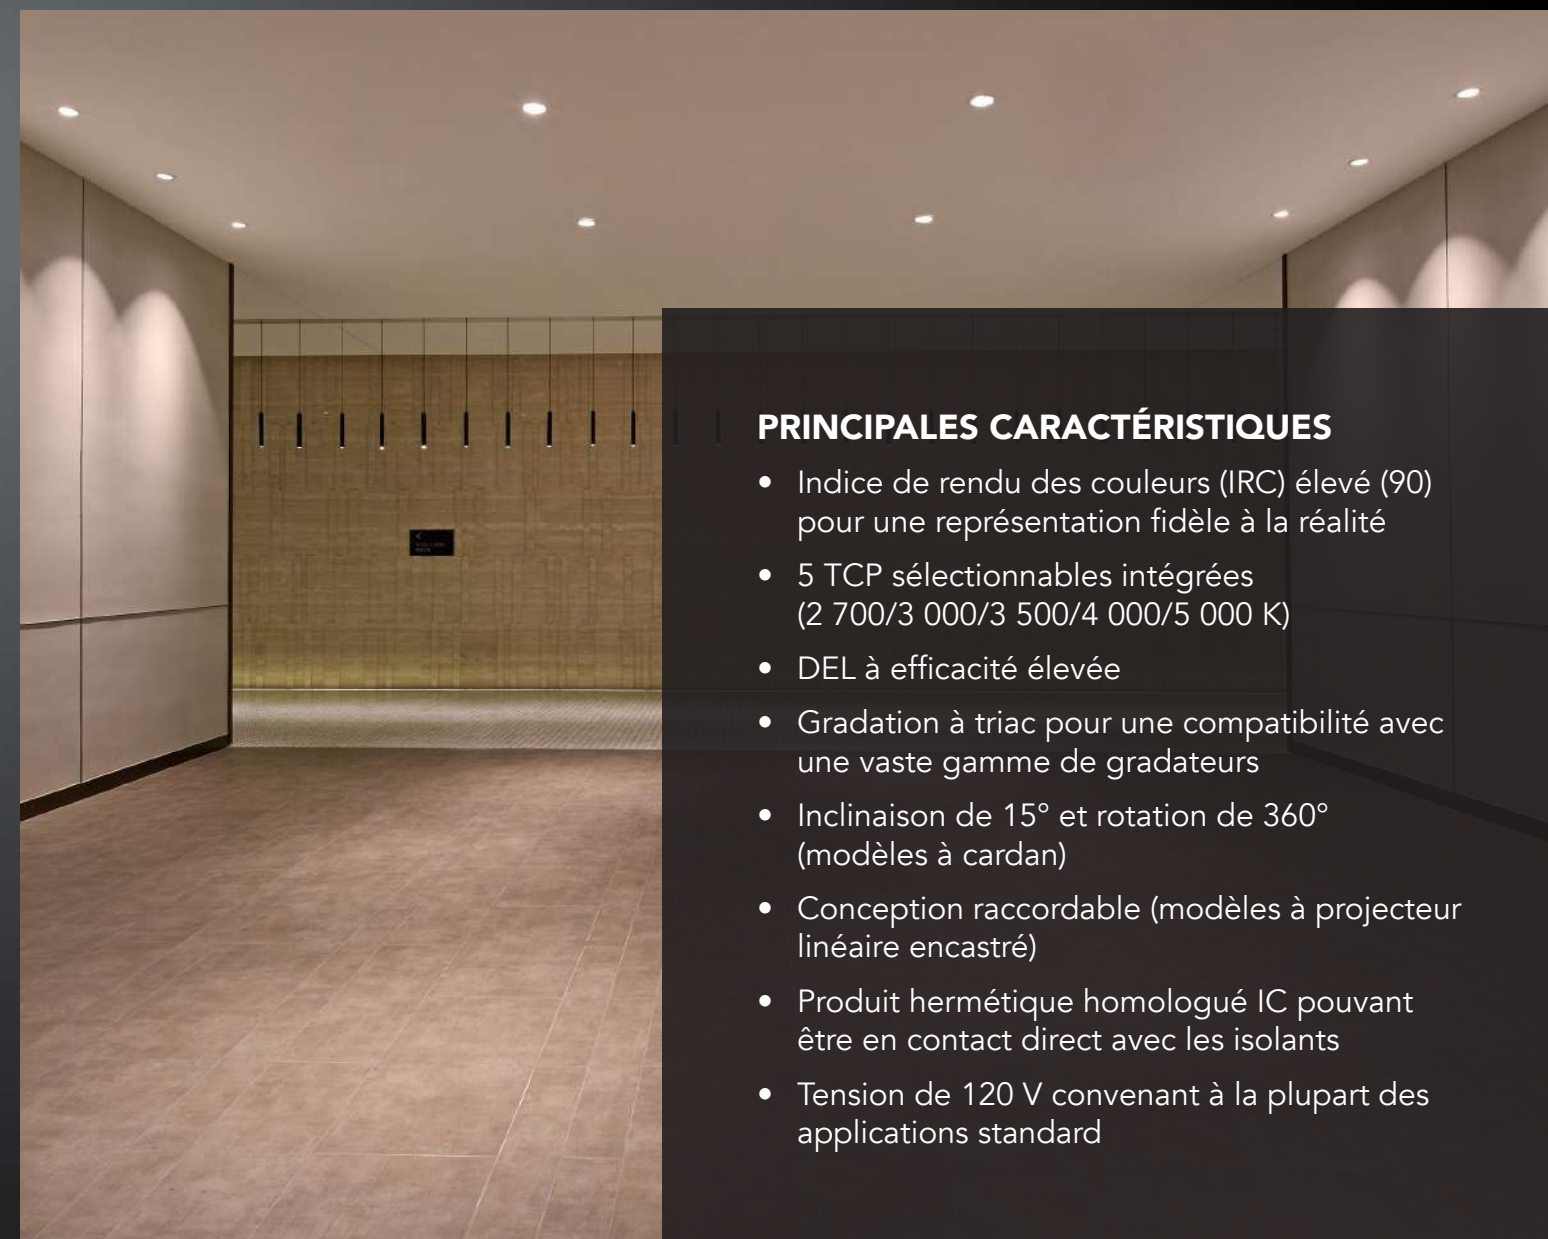 PRINCIPALES CARACTÉRISTIQUES
• Indice de rendu des couleurs (IRC) élevé (90)
pour une représentation fidèle à la réalité
• 5 TCP sélectionnables intégrées
(2 700/3 000/3 500/4 000/5 000 K)
• DEL à efficacité élevée
• Gradation à triac pour une compatibilité avec
une vaste gamme de gradateurs
• Inclinaison de 15° et rotation de 360°
(modèles à cardan)
• Conception raccordable (modèles à projecteur
linéaire encastré)
• Produit hermétique homologué IC pouvant
être en contact direct avec les isolants
• Tension de 120 V convenant à la plupart des
applications standard